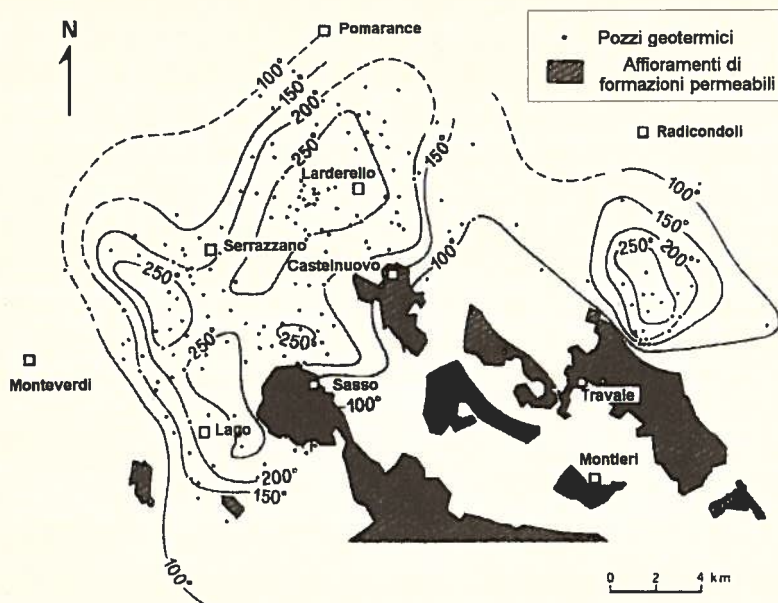 N
Pomarance
Pozzi geotermici
Affioramenti di
formazioni permeabili
100°
150°
200°
250°
Larderello
150°
Radicondoli
100°
150°
200°
250°
Serrazzano
Castelnuovo
100°
250°
250°
250°
Monteverdi
Sasso
100°
Travale
Lago
Montieri
200°
150°
100°
0 2 4 km